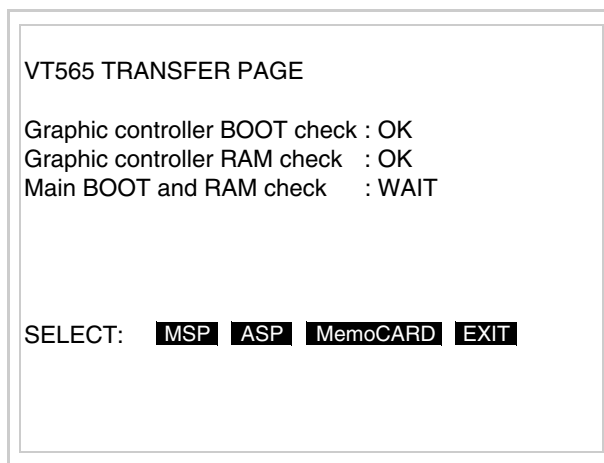 VT565 TRANSFER PAGE
Graphic controller BOOT check : OK
Graphic controller RAM check : OK
Main BOOT and RAM check : WAIT
SELECT: MSP ASP MemoCARD EXIT